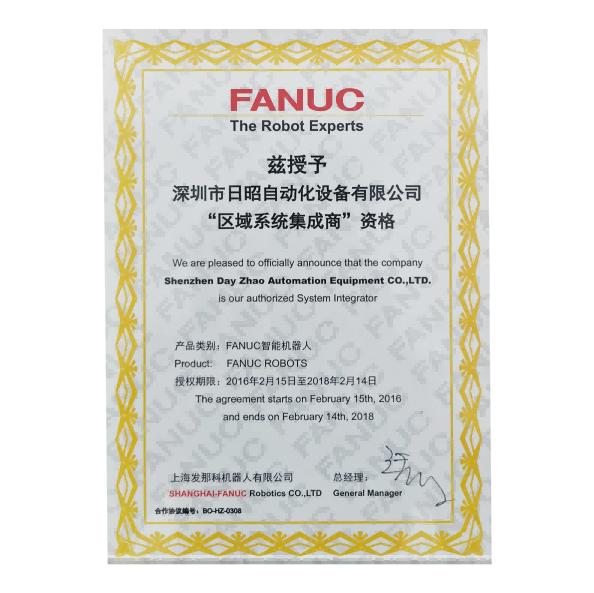 FANUC
The Robot Experts
兹授予
深圳市日昭自动化设备有限公司
“区域系统集成商”资格
We are pleased to officially announce that the company
Shenzhen Day Zhao Automation Equipment CO.,LTD.
is our authorized System Integrator
产品类别：FANUC智能机器人
Product: FANUC ROBOTS
授权期限：2016年2月15日至2018年2月14日
The agreement starts on February 15th, 2016
and ends on February 14th, 2018
上海发那科机器人有限公司 总经理：
SHANGHAI-FANUC Robotics CO.,LTD General Manager
合作协议编号：BO-HZ-0308